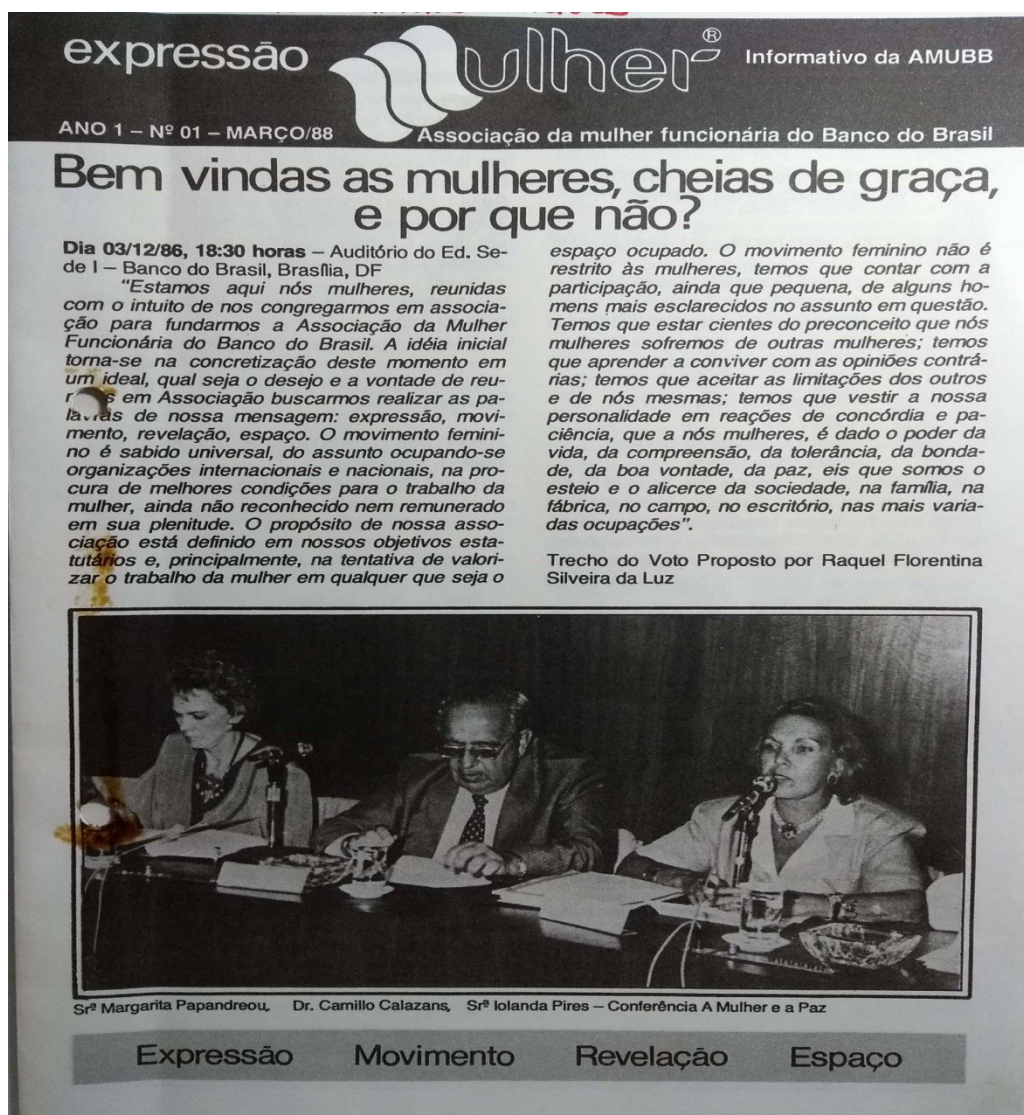 expressão Mulher® Informativo da AMUBB
ANO 1 – Nº 01 – MARÇO/88 Associação da mulher funcionária do Banco do Brasil
Bem vindas as mulheres, cheias de graça,
e por que não?
Dia 03/12/86, 18:30 horas – Auditório do Ed. Se-
de I – Banco do Brasil, Brasília, DF
"Estamos aqui nós mulheres, reunidas
com o intuito de nos congregarmos em associa-
ção para fundarmos a Associação da Mulher
Funcionária do Banco do Brasil. A idéia inicial
torna-se na concretização deste momento em
um ideal, qual seja o desejo e a vontade de reu-
s em Associação buscarmos realizar as pa-
lavras de nossa mensagem: expressão, movi-
mento, revelação, espaço. O movimento femini-
no é sabido universal, do assunto ocupando-se
organizações internacionais e nacionais, na pro-
cura de melhores condições para o trabalho da
mulher, ainda não reconhecido nem remunerado
em sua plenitude. O propósito de nossa asso-
ciação está definido em nossos objetivos esta-
tutários e, principalmente, na tentativa de valori-
zar o trabalho da mulher em qualquer que seja o
espaço ocupado. O movimento feminino não é
restrito às mulheres, temos que contar com a
participação, ainda que pequena, de alguns ho-
mens mais esclarecidos no assunto em questão.
Temos que estar cientes do preconceito que nós
mulheres sofremos de outras mulheres; temos
que aprender a conviver com as opiniões contrá-
rias; temos que aceitar as limitações dos outros
e de nós mesmas; temos que vestir a nossa
personalidade em reações de concórdia e pa-
ciência, que a nós mulheres, é dado o poder da
vida, da compreensão, da tolerância, da bonda-
de, da boa vontade, da paz, eis que somos o
esteio e o alicerce da sociedade, na família, na
fábrica, no campo, no escritório, nas mais varia-
das ocupações".
Trecho do Voto Proposto por Raquel Florentina
Silveira da Luz
Srª Margarita Papandreou, Dr. Camillo Calazans, Srª Iolanda Pires – Conferência A Mulher e a Paz
Expressão Movimento Revelação Espaço